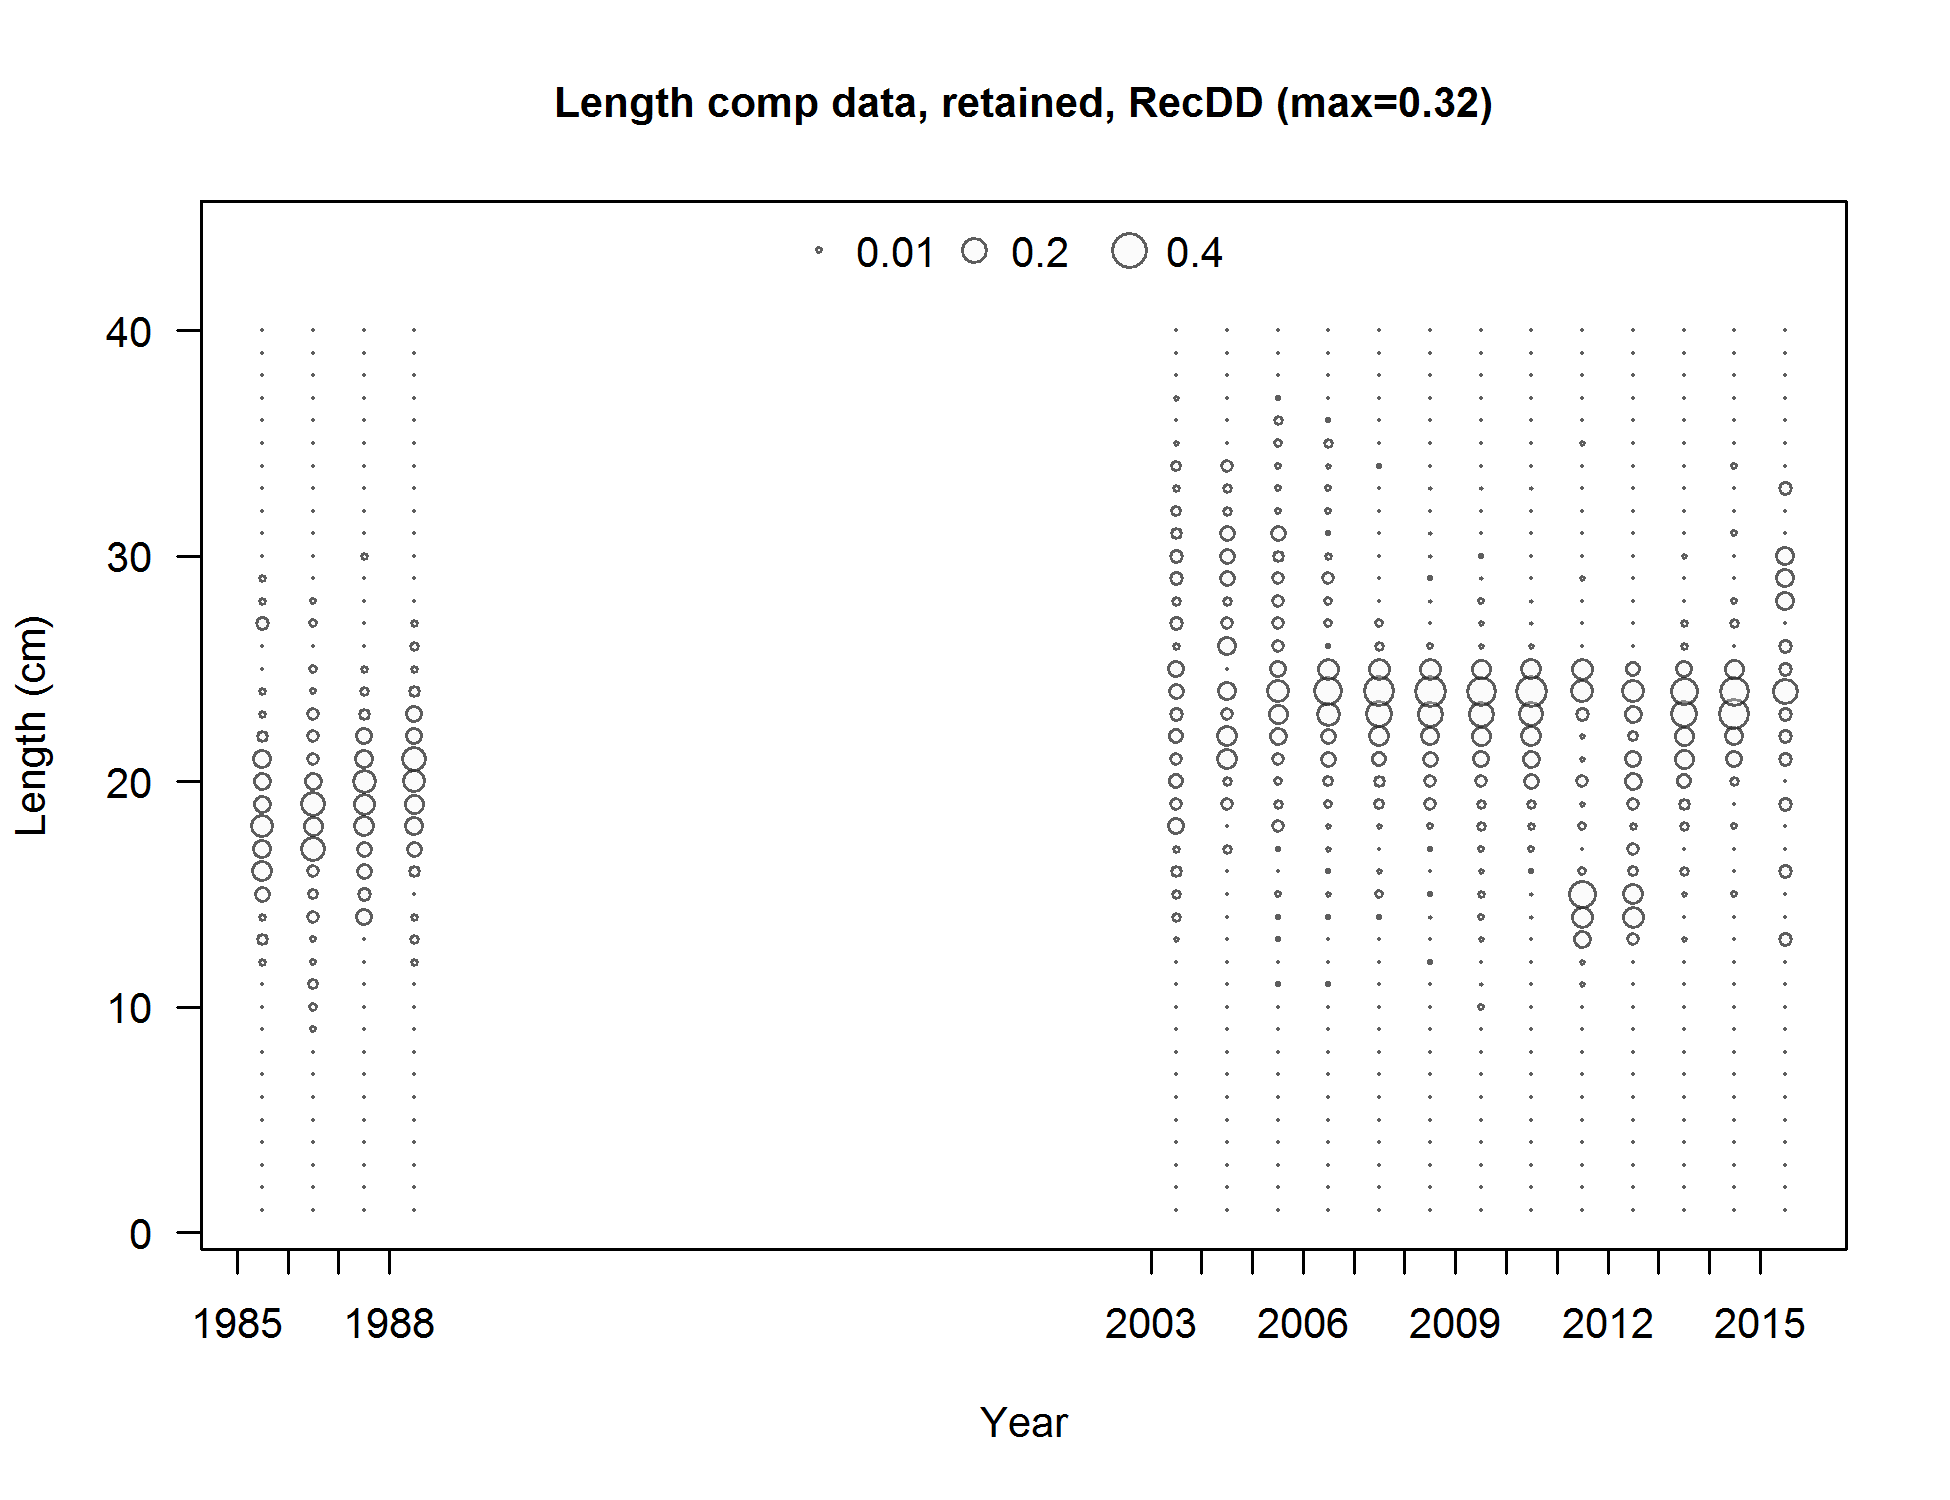 Length comp data, retained, RecDD (max=0.32)
0.01 0.2 0.4
40
30
20
10
0
Length (cm)
1985 1988 2003 2006 2009 2012 2015
Year